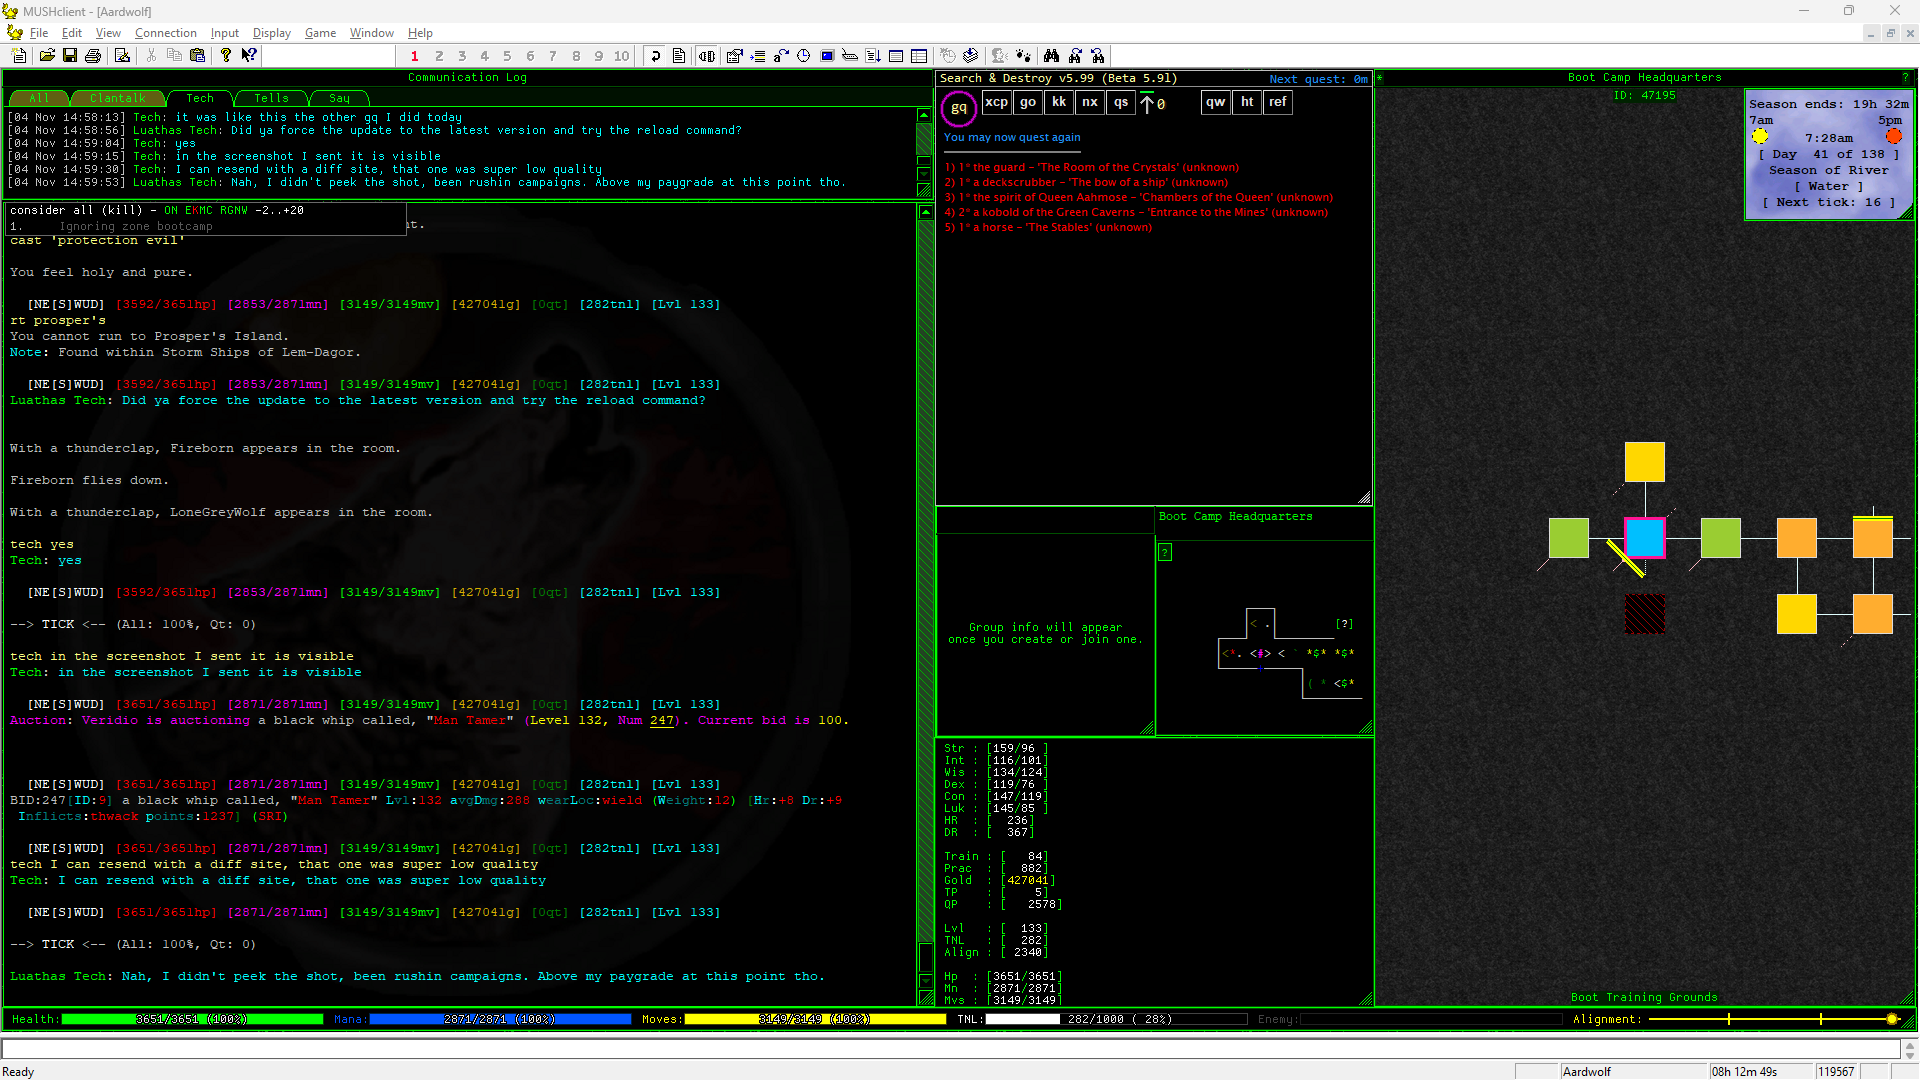 MUSHclient - [Aardwolf]
File Edit View Connection Input Display Game Window Help
1 2 3 4 5 6 7 8 9 10
Communication Log
All Clantalk Tech Tells Say
[04 Nov 14:58:13] Tech: it was like this the other gq I did today
[04 Nov 14:58:56] Luathas Tech: Did ya force the update to the latest version and try the reload command?
[04 Nov 14:59:04] Tech: yes
[04 Nov 14:59:15] Tech: in the screenshot I sent it is visible
[04 Nov 14:59:30] Tech: I can resend with a diff site, that one was super low quality
[04 Nov 14:59:53] Luathas Tech: Nah, I didn't peek the shot, been rushin campaigns. Above my paygrade at this point tho.
consider all (kill) - ON EKMC RGNW -2..+20
1. Ignoring zone bootcamp
cast 'protection evil'
You feel holy and pure.
[NE[S]WUD] [3592/3651hp] [2853/2871mn] [3149/3149mv] [427041g] [0qt] [282tnl] [Lvl 133]
rt prosper's
You cannot run to Prosper's Island.
Note: Found within Storm Ships of Lem-Dagor.
[NE[S]WUD] [3592/3651hp] [2853/2871mn] [3149/3149mv] [427041g] [0qt] [282tnl] [Lvl 133]
Luathas Tech: Did ya force the update to the latest version and try the reload command?
With a thunderclap, Fireborn appears in the room.
Fireborn flies down.
With a thunderclap, LoneGreyWolf appears in the room.
tech yes
Tech: yes
[NE[S]WUD] [3592/3651hp] [2853/2871mn] [3149/3149mv] [427041g] [0qt] [282tnl] [Lvl 133]
--> TICK <-- (All: 100%, Qt: 0)
tech in the screenshot I sent it is visible
Tech: in the screenshot I sent it is visible
[NE[S]WUD] [3651/3651hp] [2871/2871mn] [3149/3149mv] [427041g] [0qt] [282tnl] [Lvl 133]
Auction: Veridio is auctioning a black whip called, "Man Tamer" (Level 132, Num 247). Current bid is 100.
[NE[S]WUD] [3651/3651hp] [2871/2871mn] [3149/3149mv] [427041g] [0qt] [282tnl] [Lvl 133]
BID:247[ID:9] a black whip called, "Man Tamer" Lvl:132 avgDmg:288 wearLoc:wield (Weight:12) [Hr:+8 Dr:+9
Inflicts:thwack points:1237] (SRI)
[NE[S]WUD] [3651/3651hp] [2871/2871mn] [3149/3149mv] [427041g] [0qt] [282tnl] [Lvl 133]
tech I can resend with a diff site, that one was super low quality
Tech: I can resend with a diff site, that one was super low quality
[NE[S]WUD] [3651/3651hp] [2871/2871mn] [3149/3149mv] [427041g] [0qt] [282tnl] [Lvl 133]
--> TICK <-- (All: 100%, Qt: 0)
Luathas Tech: Nah, I didn't peek the shot, been rushin campaigns. Above my paygrade at this point tho.
Search & Destroy v5.99 (Beta 5.91) Next quest: 0m
gq xcp go kk nx qs 0 qw ht ref
You may now quest again
1) 1* the guard - 'The Room of the Crystals' (unknown)
2) 1* a deckscrubber - 'The bow of a ship' (unknown)
3) 1* the spirit of Queen Aahmose - 'Chambers of the Queen' (unknown)
4) 2* a kobold of the Green Caverns - 'Entrance to the Mines' (unknown)
5) 1* a horse - 'The Stables' (unknown)
Group info will appear
once you create or join one.
Boot Camp Headquarters
?
< . [?]
<*. <#> < ` *$* *$*
( * <$*
Str : [159/96 ]
Int : [116/101]
Wis : [134/124]
Dex : [119/76 ]
Con : [147/119]
Luk : [145/85 ]
HR : [ 236]
DR : [ 367]
Train : [ 84]
Prac : [ 882]
Gold : [427041]
TP : [ 5]
QP : [ 2578]
Lvl : [ 133]
TNL : [ 282]
Align : [ 2340]
Hp : [3651/3651]
Mn : [2871/2871]
Mvs : [3149/3149]
* Boot Camp Headquarters ?
ID: 47195
Season ends: 19h 32m
7am 5pm
7:28am
[ Day 41 of 138 ]
Season of River
[ Water ]
[ Next tick: 16 ]
Boot Training Grounds
Health: 3651/3651 (100%) Mana: 2871/2871 (100%) Moves: 3149/3149 (100%) TNL: 282/1000 ( 28%) Enemy: Alignment:
Ready Aardwolf 08h 12m 49s 119567